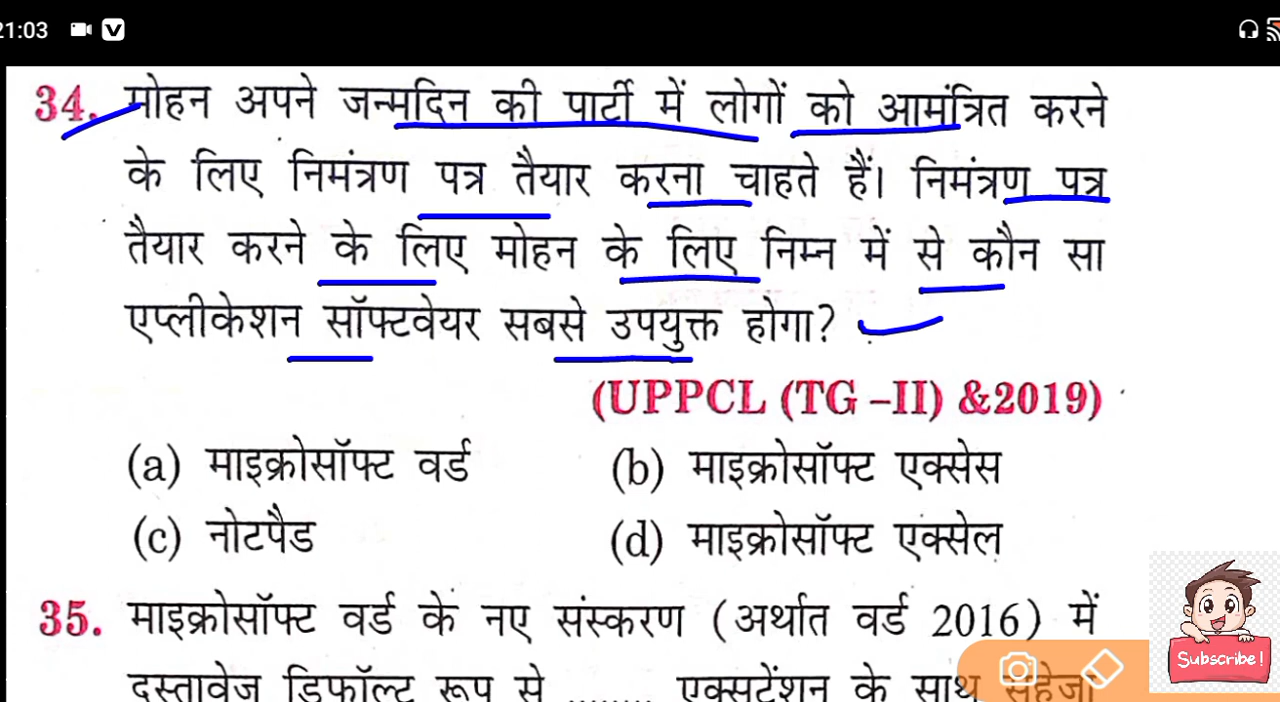 21:03
34. मोहन अपने जन्मदिन की पार्टी में लोगों को आमंत्रित करने
के लिए निमंत्रण पत्र तैयार करना चाहते हैं। निमंत्रण पत्र
तैयार करने के लिए मोहन के लिए निम्न में से कौन सा
एप्लीकेशन सॉफ्टवेयर सबसे उपयुक्त होगा?
(UPPCL (TG –II) &2019)
(a) माइक्रोसॉफ्ट वर्ड (b) माइक्रोसॉफ्ट एक्सेस
(c) नोटपैड (d) माइक्रोसॉफ्ट एक्सेल
35. माइक्रोसॉफ्ट वर्ड के नए संस्करण (अर्थात वर्ड 2016) में
दस्तावेज डिफॉल्ट रूप से ........ एक्सटेंशन के साथ सहेजा
Subscribe!